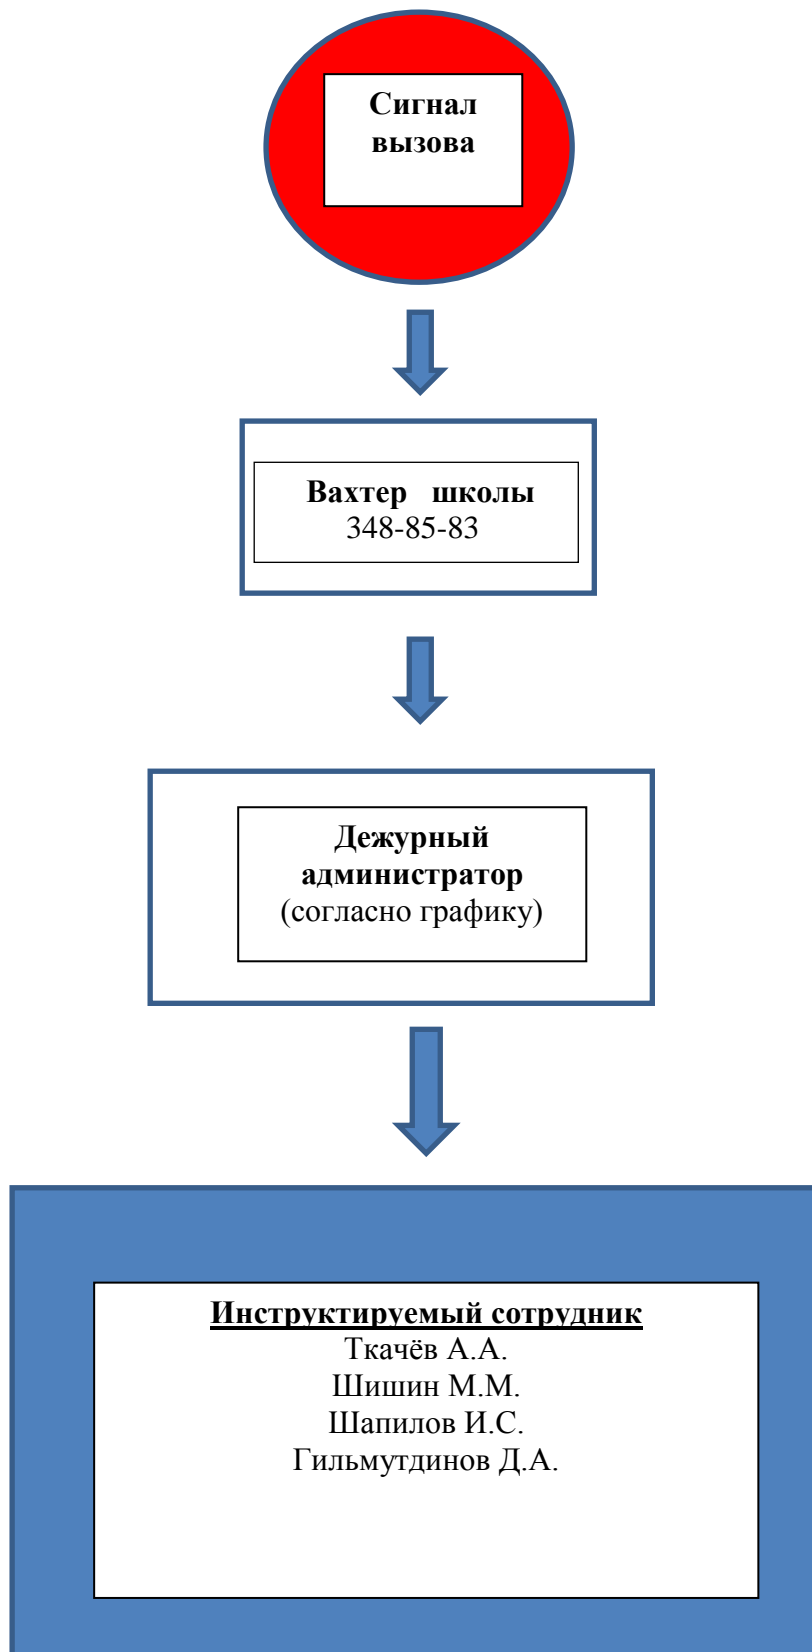 Сигнал
вызова
Вахтер школы
348-85-83
Дежурный
администратор
(согласно графику)
Инструктируемый сотрудник
Ткачёв А.А.
Шишин М.М.
Шапилов И.С.
Гильмутдинов Д.А.